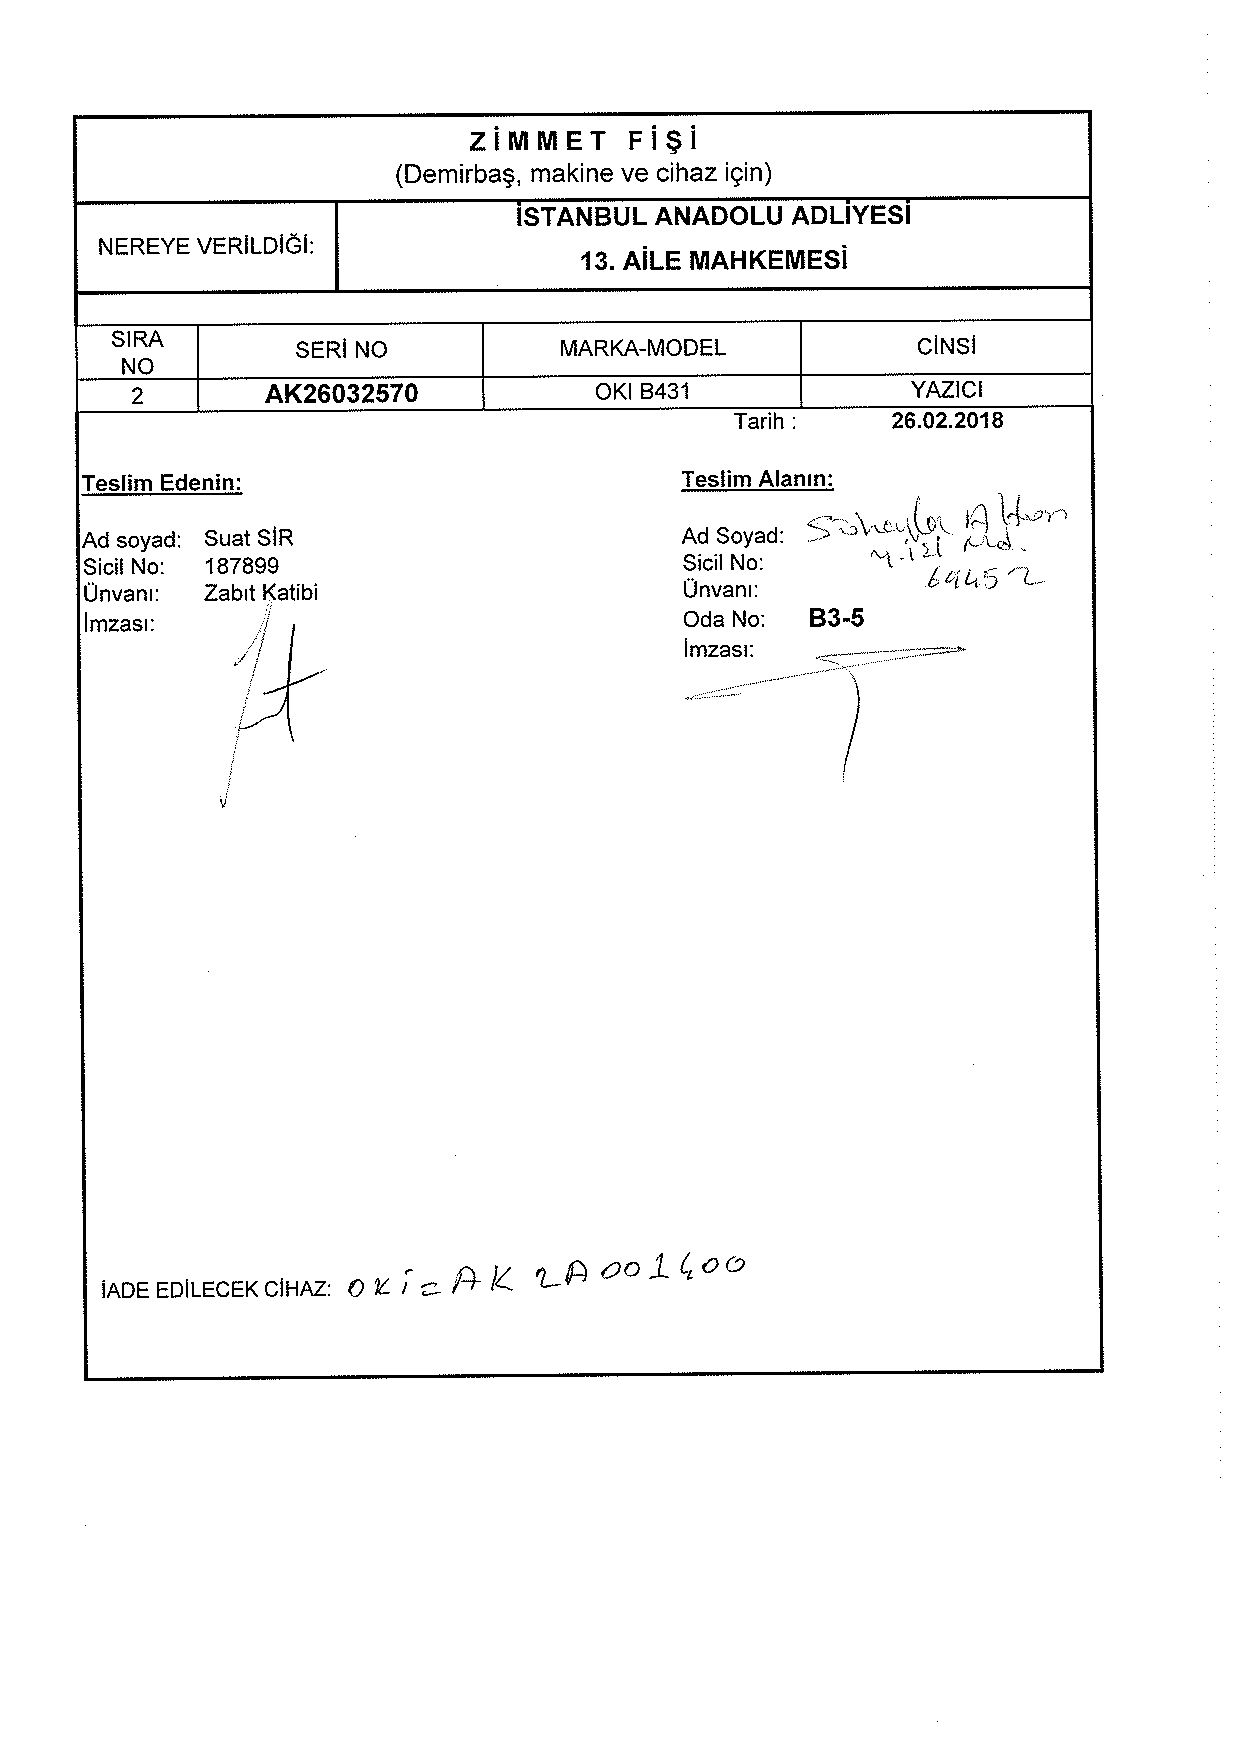 ZİMMET FİŞİ
(Demirbaş, makine ve cihaz için)
NEREYE VERİLDİĞİ:
İSTANBUL ANADOLU ADLİYESİ
13. AİLE MAHKEMESİ
SIRA NO SERİ NO MARKA-MODEL CİNSİ
2 AK26032570 OKI B431 YAZICI
Tarih : 26.02.2018
Teslim Edenin:
Ad soyad: Suat SİR
Sicil No: 187899
Ünvanı: Zabıt Katibi
İmzası:
Teslim Alanın:
Ad Soyad: Süheyla
Md.
Sicil No: 69452
Ünvanı:
Oda No: B3-5
İmzası:
İADE EDİLECEK CİHAZ: OKİ = AK 2A001400